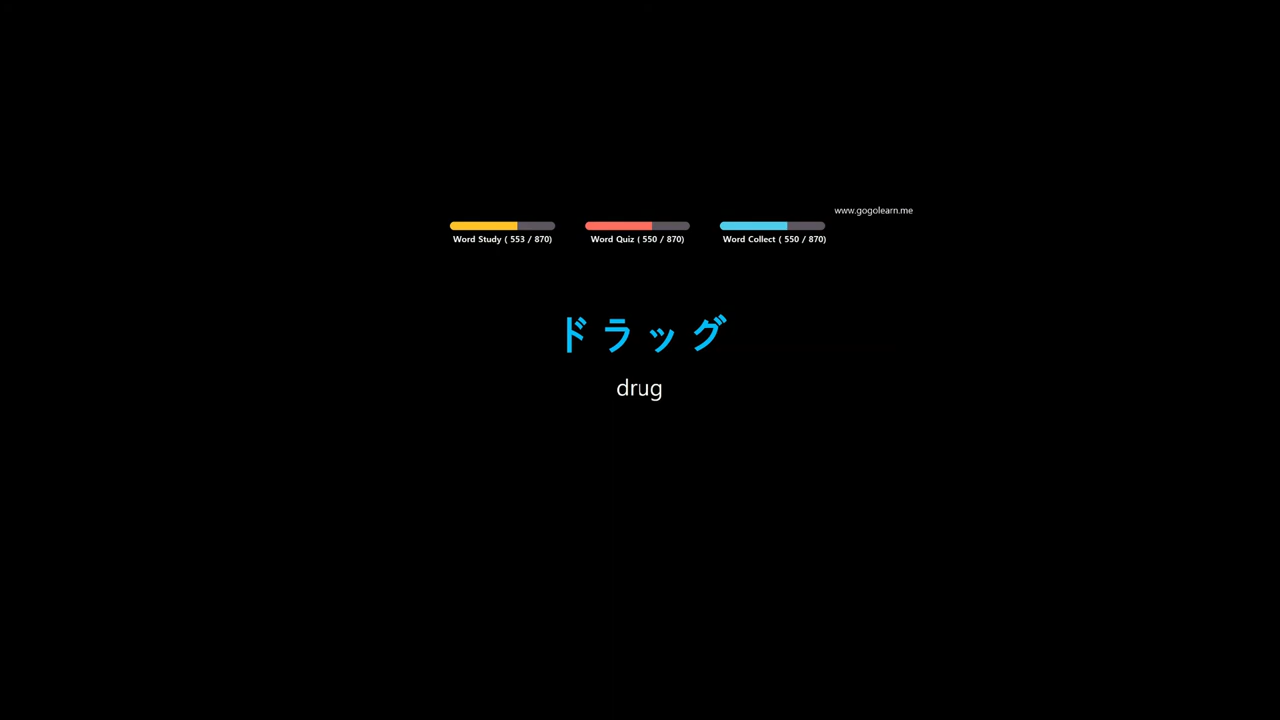 www.gogolearn.me
Word Study ( 553 / 870)
Word Quiz ( 550 / 870)
Word Collect ( 550 / 870)
ドラッグ
drug